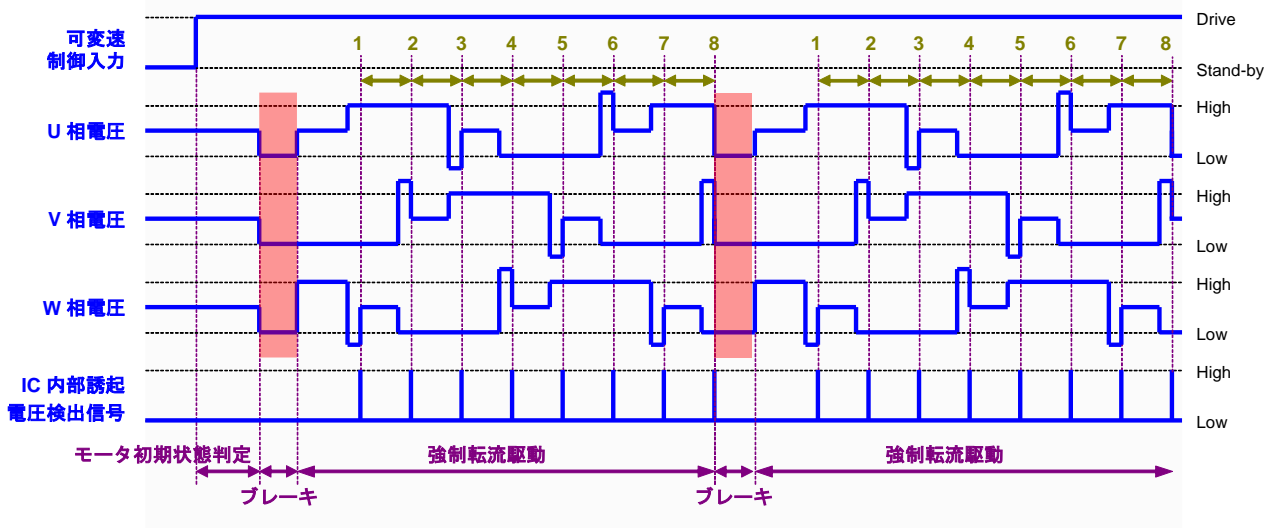 Drive
可変速
制御入力
1 2 3 4 5 6 7 8 1 2 3 4 5 6 7 8
Stand-by
High
U 相電圧
Low
High
V 相電圧
Low
High
W 相電圧
Low
High
IC 内部誘起
電圧検出信号
Low
モータ初期状態判定 強制転流駆動 強制転流駆動
ブレーキ ブレーキ